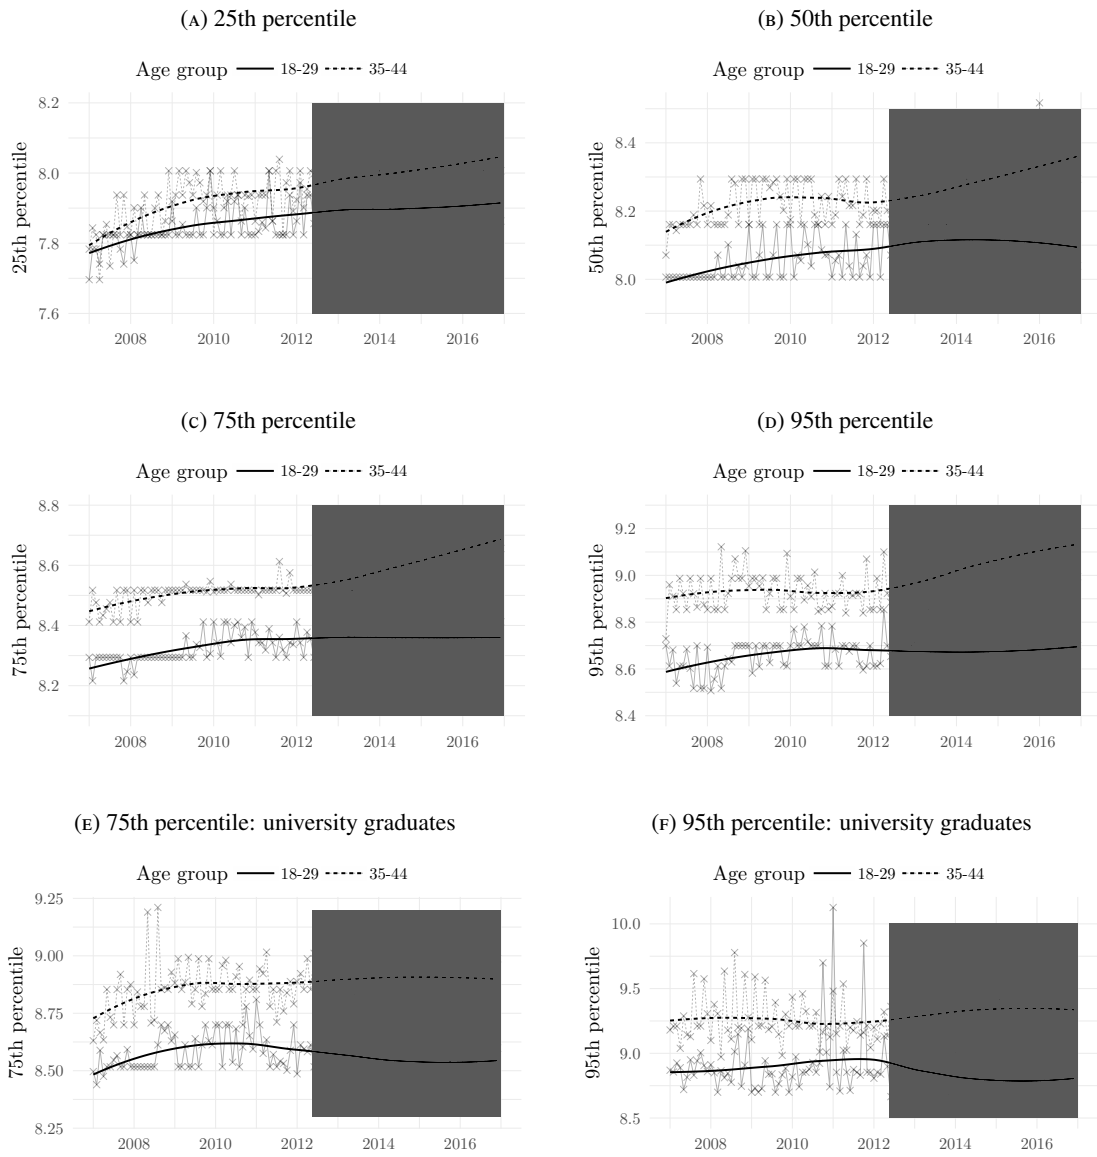 (A) 25th percentile
Age group 18-29 35-44
25th percentile
8.2
8.0
7.8
7.6
2008 2010 2012 2014 2016
(B) 50th percentile
Age group 18-29 35-44
50th percentile
8.4
8.2
8.0
2008 2010 2012 2014 2016
(C) 75th percentile
Age group 18-29 35-44
75th percentile
8.8
8.6
8.4
8.2
2008 2010 2012 2014 2016
(D) 95th percentile
Age group 18-29 35-44
95th percentile
9.2
9.0
8.8
8.6
8.4
2008 2010 2012 2014 2016
(E) 75th percentile: university graduates
Age group 18-29 35-44
75th percentile
9.25
9.00
8.75
8.50
8.25
2008 2010 2012 2014 2016
(F) 95th percentile: university graduates
Age group 18-29 35-44
95th percentile
10.0
9.5
9.0
8.5
2008 2010 2012 2014 2016